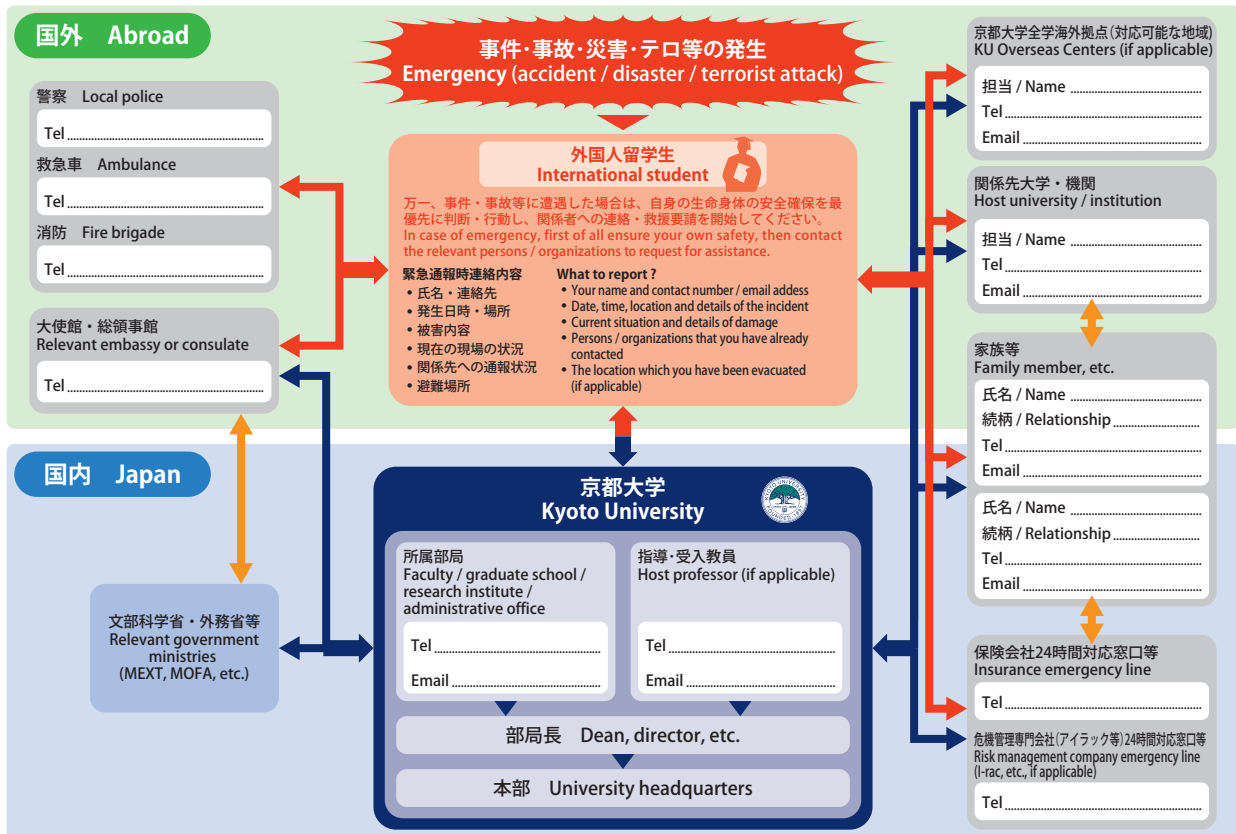 国外　Abroad
事件・事故・災害・テロ等の発生
Emergency (accident / disaster / terrorist attack)
警察　Local police
Tel
救急車　Ambulance
Tel
消防　Fire brigade
Tel
大使館・総領事館
Relevant embassy or consulate
Tel
外国人留学生
International student
万一、事件・事故等に遭遇した場合は、自身の生命身体の安全確保を最
優先に判断・行動し、関係者への連絡・救援要請を開始してください。
In case of emergency, first of all ensure your own safety, then contact
the relevant persons / organizations to request for assistance.
緊急通報時連絡内容
• 氏名・連絡先
• 発生日時・場所
• 被害内容
• 現在の現場の状況
• 関係先への通報状況
• 避難場所
What to report ?
• Your name and contact number / email addess
• Date, time, location and details of the incident
• Current situation and details of damage
• Persons / organizations that you have already
contacted
• The location which you have been evacuated
(if applicable)
京都大学全学海外拠点（対応可能な地域）
KU Overseas Centers (if applicable)
担当 / Name
Tel
Email
関係先大学・機関
Host university / institution
担当 / Name
Tel
Email
家族等
Family member, etc.
氏名 / Name
続柄 / Relationship
Tel
Email
氏名 / Name
続柄 / Relationship
Tel
Email
保険会社24時間対応窓口等
Insurance emergency line
Tel
危機管理専門会社（アイラック等）24時間対応窓口等
Risk management company emergency line
(I-rac, etc., if applicable)
Tel
国内　Japan
文部科学省・外務省等
Relevant government
ministries
(MEXT, MOFA, etc.)
京都大学
Kyoto University
KYOTO UNIVERSITY
FOUNDED 1897
所属部局
Faculty / graduate school /
research institute /
administrative office
Tel
Email
指導・受入教員
Host professor (if applicable)
Tel
Email
部局長　Dean, director, etc.
本部　University headquarters